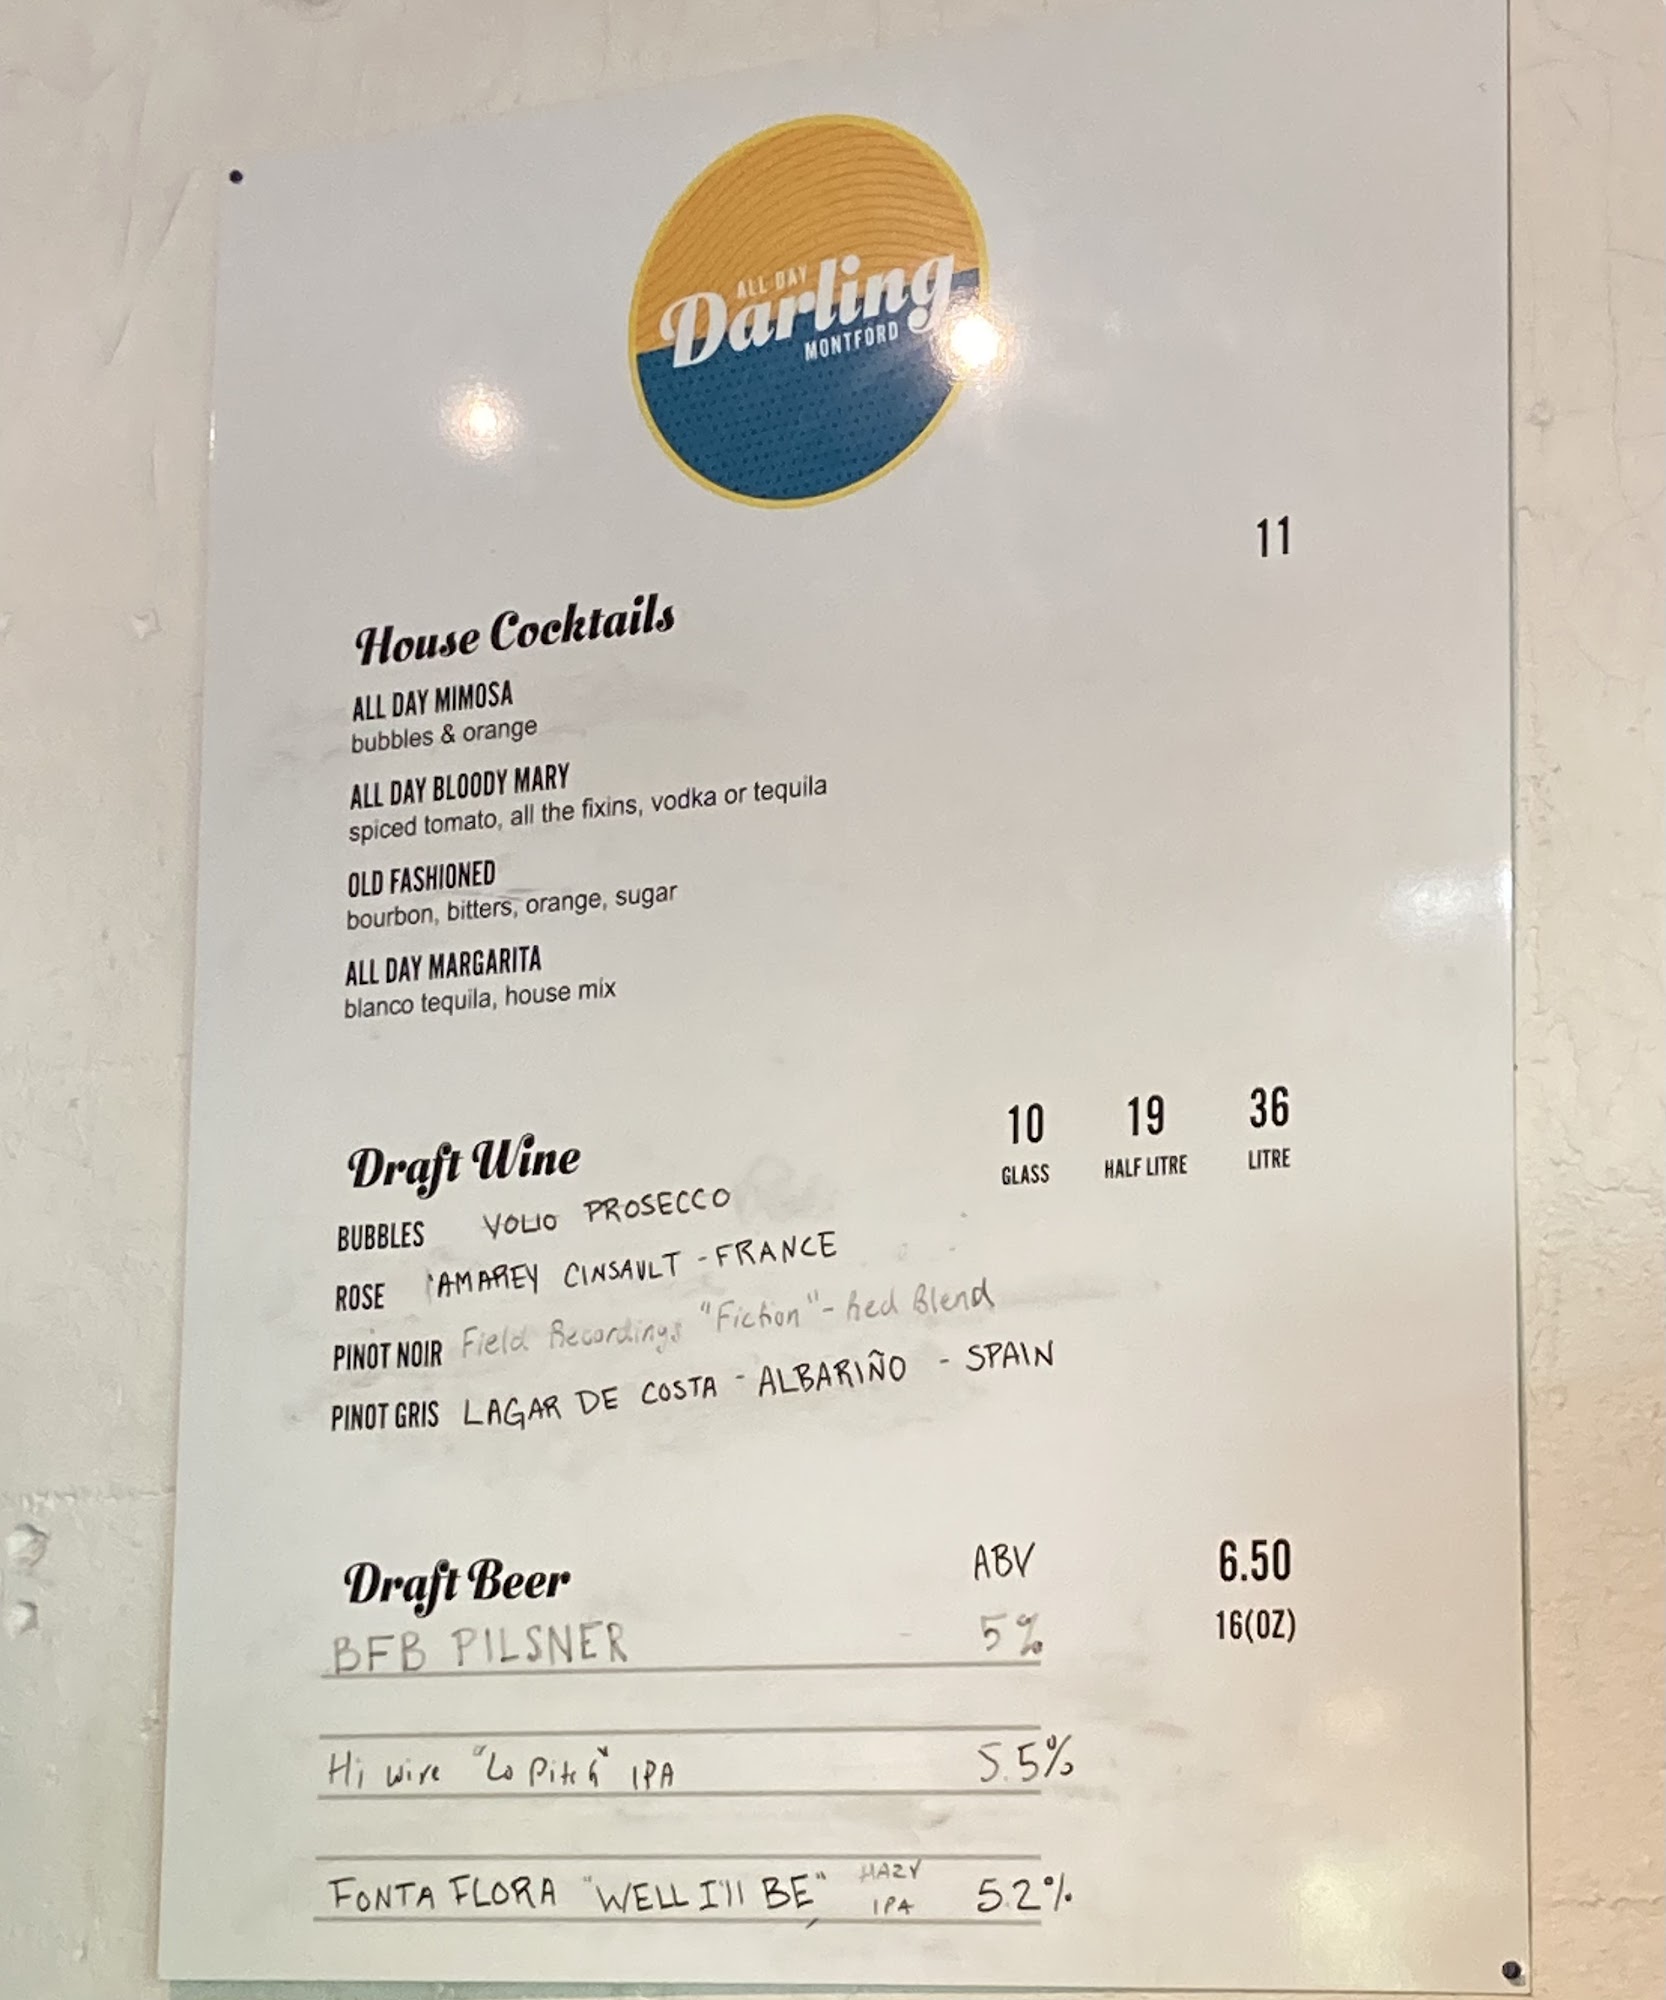 ALL DAY
Darling
MONTFORD
11
House Cocktails
ALL DAY MIMOSA
bubbles & orange
ALL DAY BLOODY MARY
spiced tomato, all the fixins, vodka or tequila
OLD FASHIONED
bourbon, bitters, orange, sugar
ALL DAY MARGARITA
blanco tequila, house mix
Draft Wine 10 19 36
GLASS HALF LITRE LITRE
BUBBLES VOLIO PROSECCO
ROSE AMAREY CINSAULT - FRANCE
PINOT NOIR Field Recordings "Fiction" - Red Blend
PINOT GRIS LAGAR DE COSTA - ALBARIÑO - SPAIN
Draft Beer ABV 6.50
BFB PILSNER 5% 16(OZ)
Hi wire "Lo Pitch" IPA 5.5%
FONTA FLORA "WELL I'll BE" HAZY IPA 5.2%